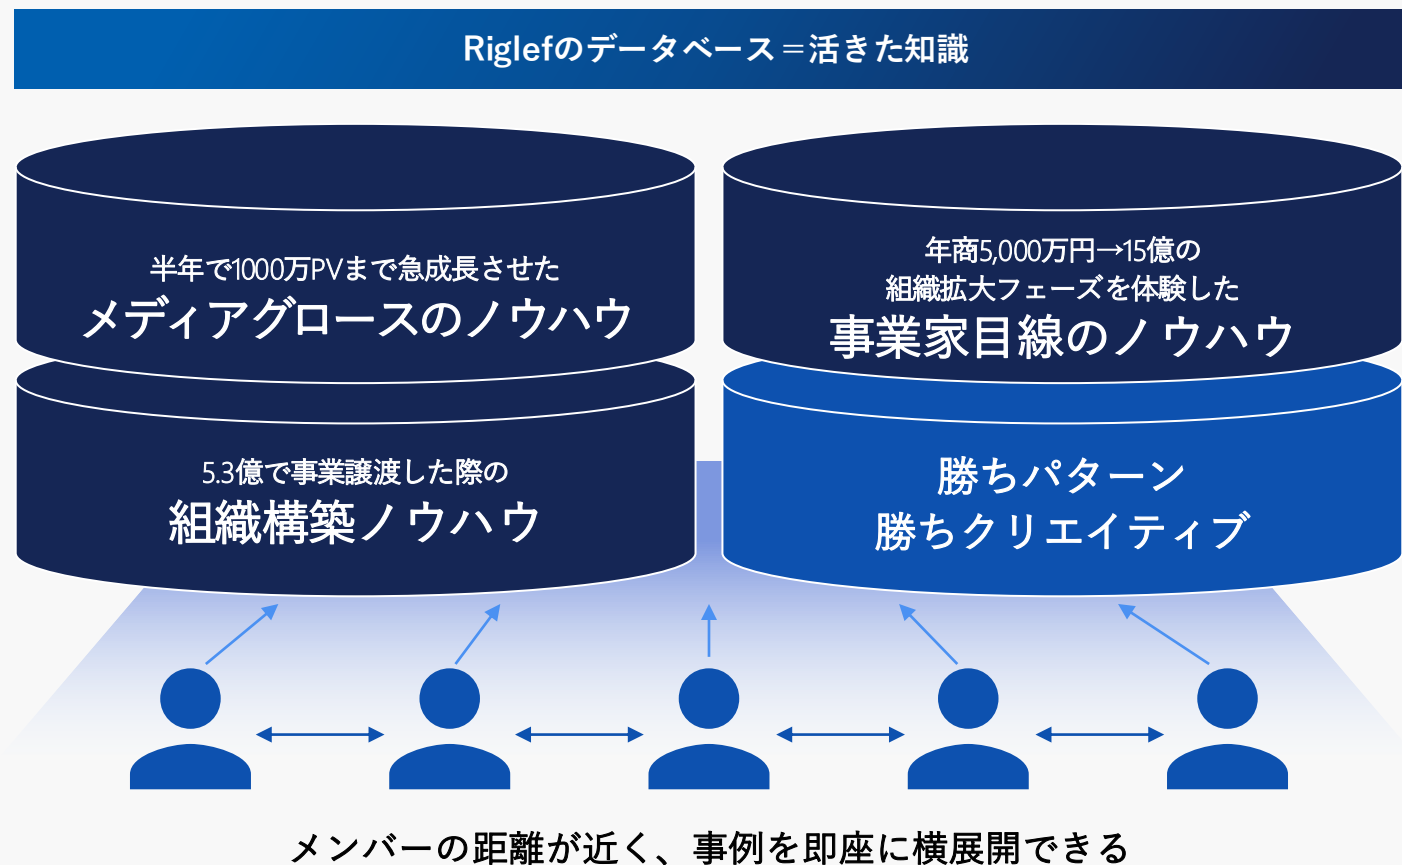 Riglefのデータベース＝活きた知識
半年で1000万PVまで急成長させた
メディアグロースのノウハウ
年商5,000万円→15億の
組織拡大フェーズを体験した
事業家目線のノウハウ
5.3億で事業譲渡した際の
組織構築ノウハウ
勝ちパターン
勝ちクリエイティブ
メンバーの距離が近く、事例を即座に横展開できる